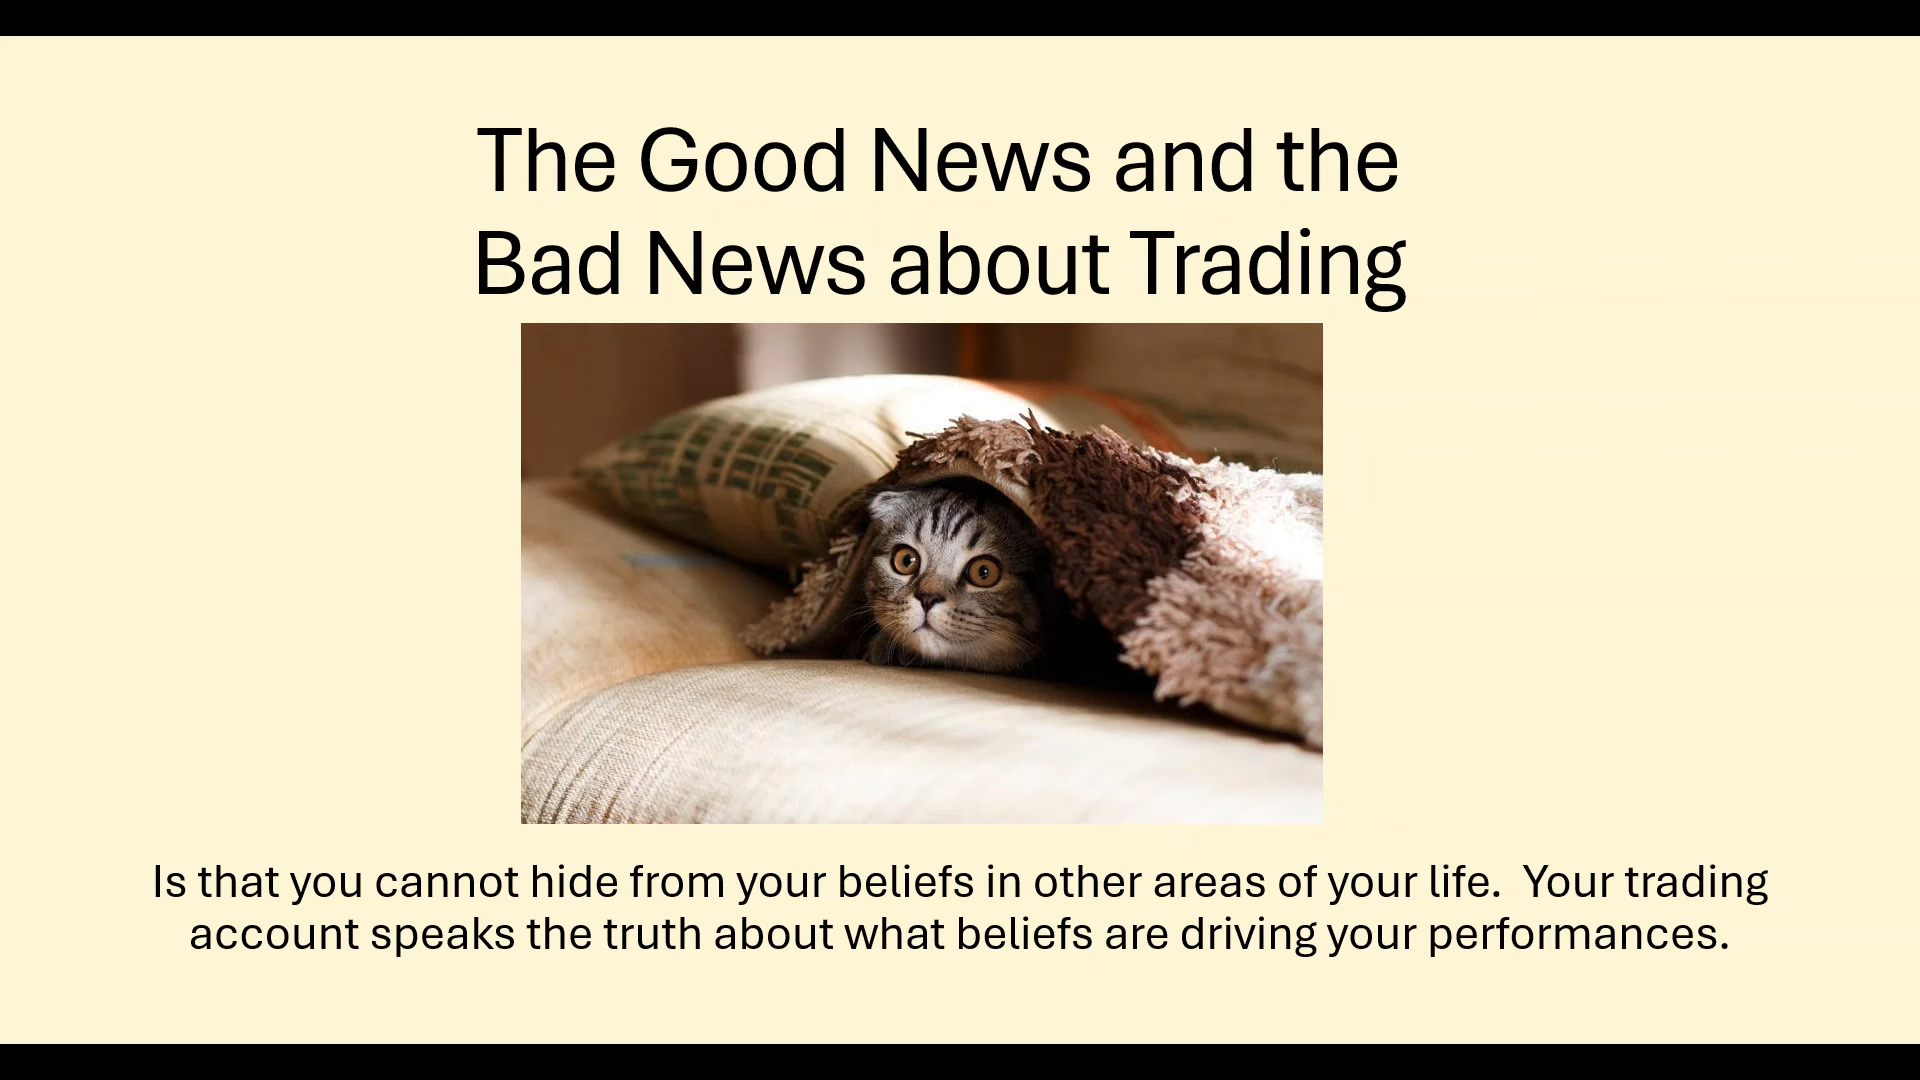 The Good News and the
Bad News about Trading
Is that you cannot hide from your beliefs in other areas of your life.  Your trading
account speaks the truth about what beliefs are driving your performances.